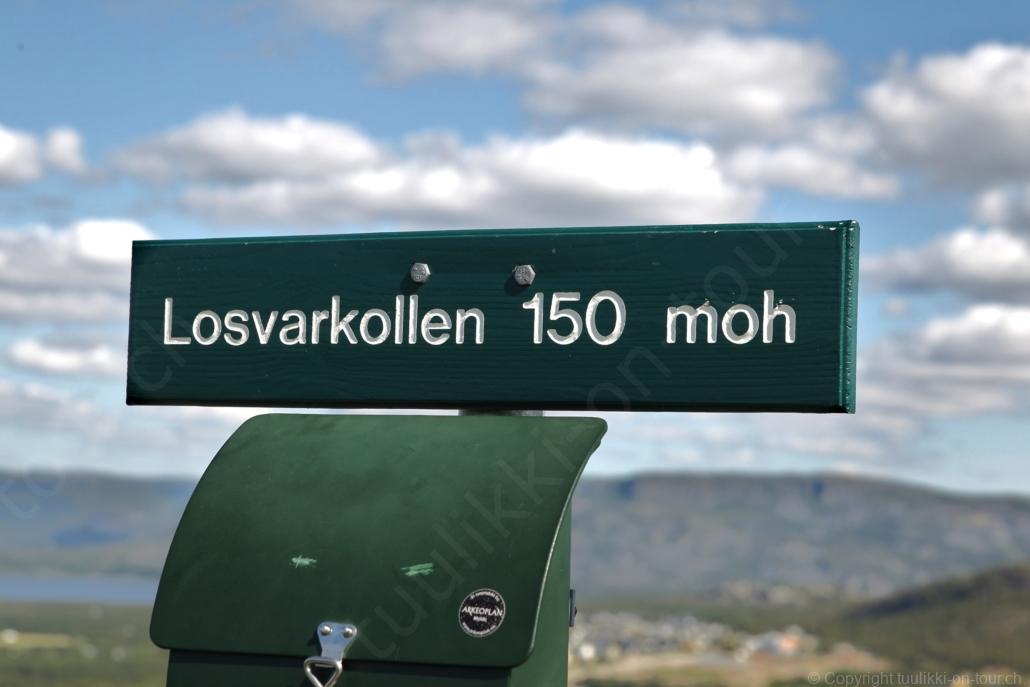 Losvarkollen 150 moh
ARKEOPLAN
© Copyright tuulikki-on-tour.ch